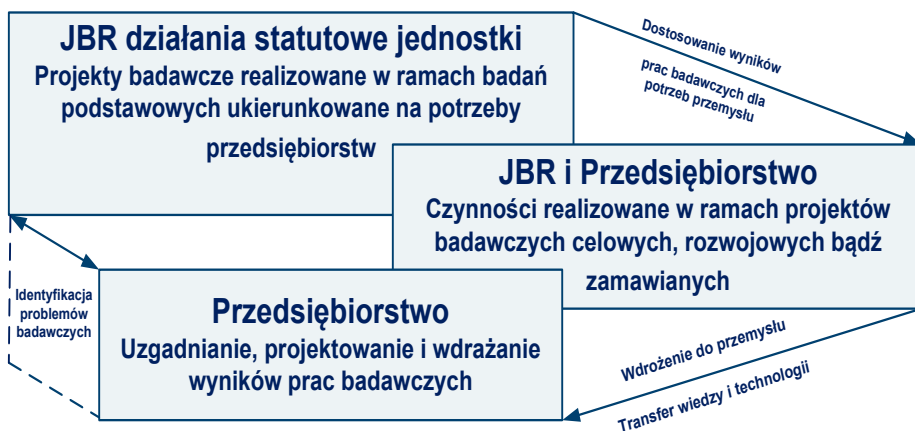 JBR działania statutowe jednostki
Projekty badawcze realizowane w ramach badań
podstawowych ukierunkowane na potrzeby
przedsiębiorstw
Dostosowanie wyników
prac badawczych dla
potrzeb przemysłu
JBR i Przedsiębiorstwo
Czynności realizowane w ramach projektów
badawczych celowych, rozwojowych bądź
zamawianych
Identyfikacja
problemów
badawczych
Przedsiębiorstwo
Uzgadnianie, projektowanie i wdrażanie
wyników prac badawczych
Wdrożenie do przemysłu
Transfer wiedzy i technologii